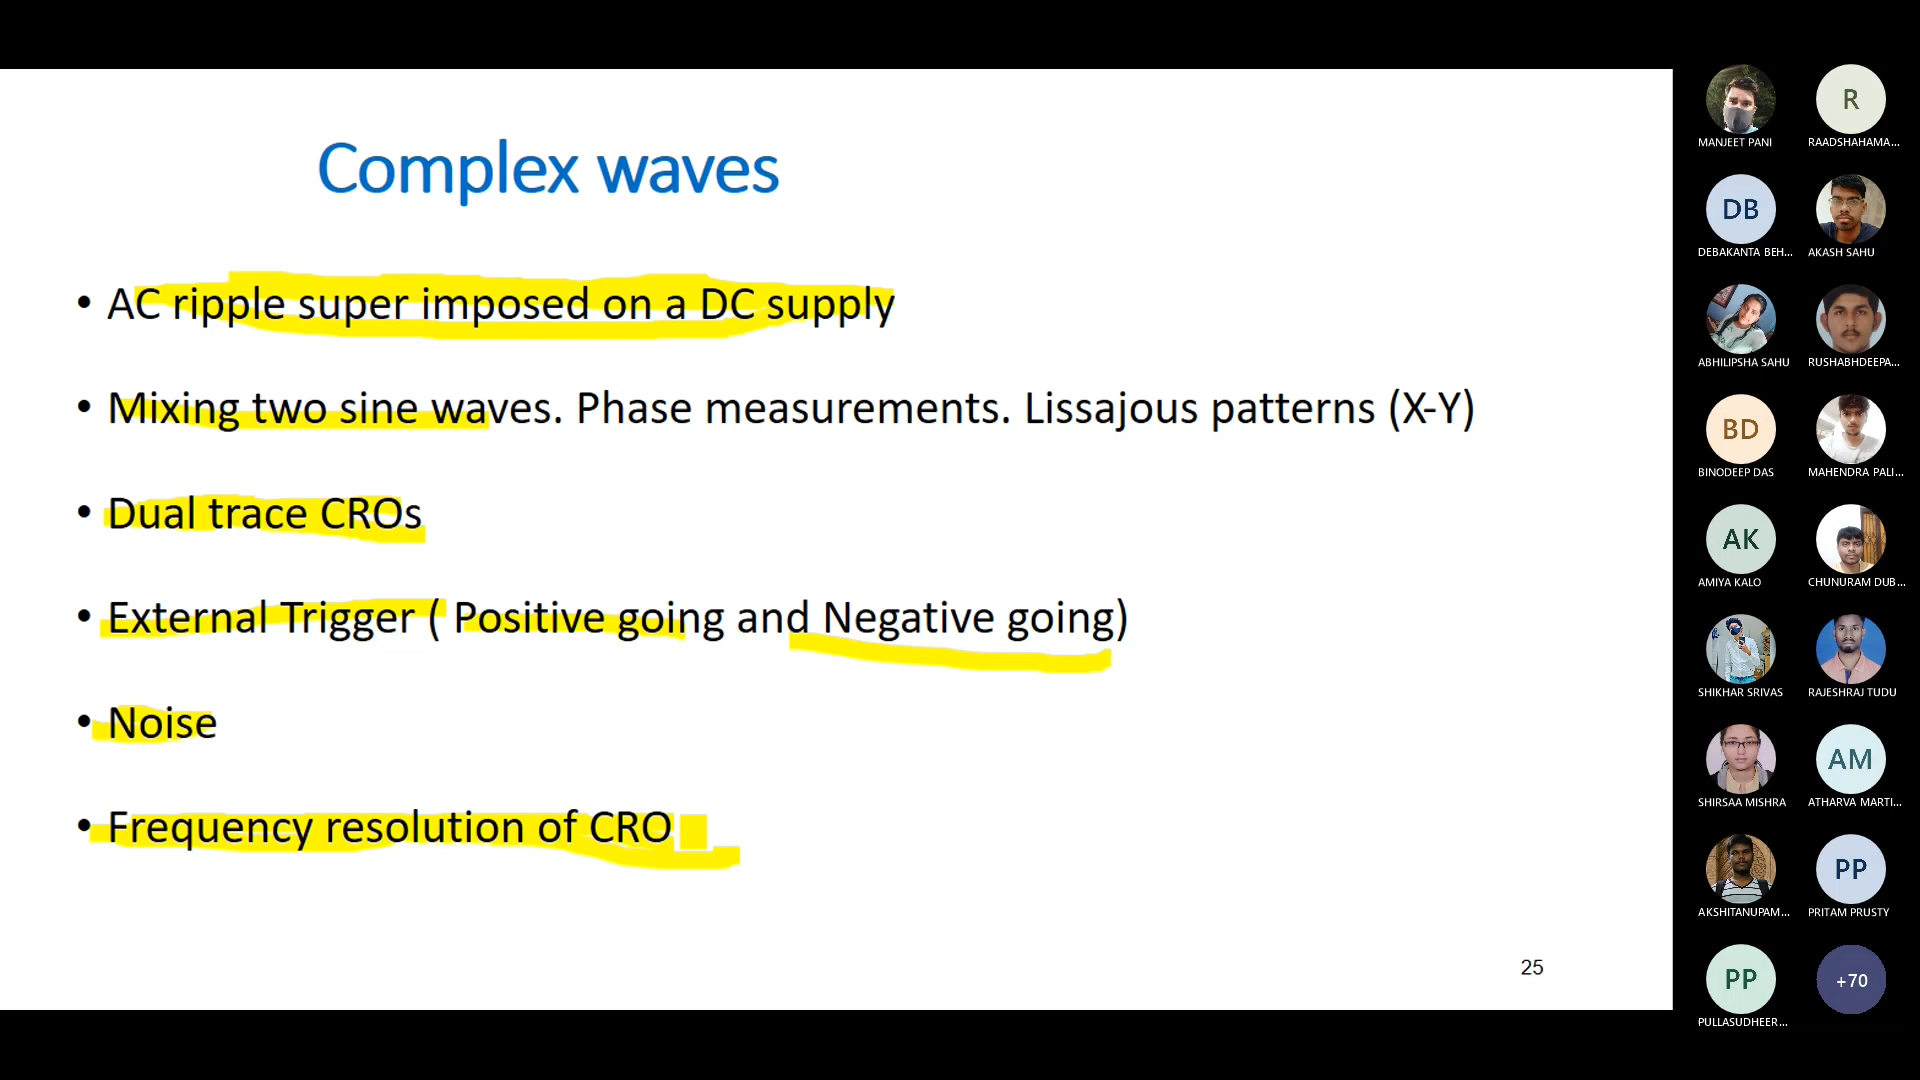 Complex waves
• AC ripple super imposed on a DC supply
• Mixing two sine waves. Phase measurements. Lissajous patterns (X-Y)
• Dual trace CROs
• External Trigger ( Positive going and Negative going)
• Noise
• Frequency resolution of CRO
25
R
MANJEET PANI
RAADSHAHAMA...
DB
DEBAKANTA BEH...
AKASH SAHU
ABHILIPSHA SAHU
RUSHABHDEEPA...
BD
BINODEEP DAS
MAHENDRA PALI...
AK
AMIYA KALO
CHUNURAM DUB...
SHIKHAR SRIVAS
RAJESHRAJ TUDU
AM
SHIRSAA MISHRA
ATHARVA MARTI...
PP
AKSHITANUPAM...
PRITAM PRUSTY
PP
+70
PULLASUDHEER...